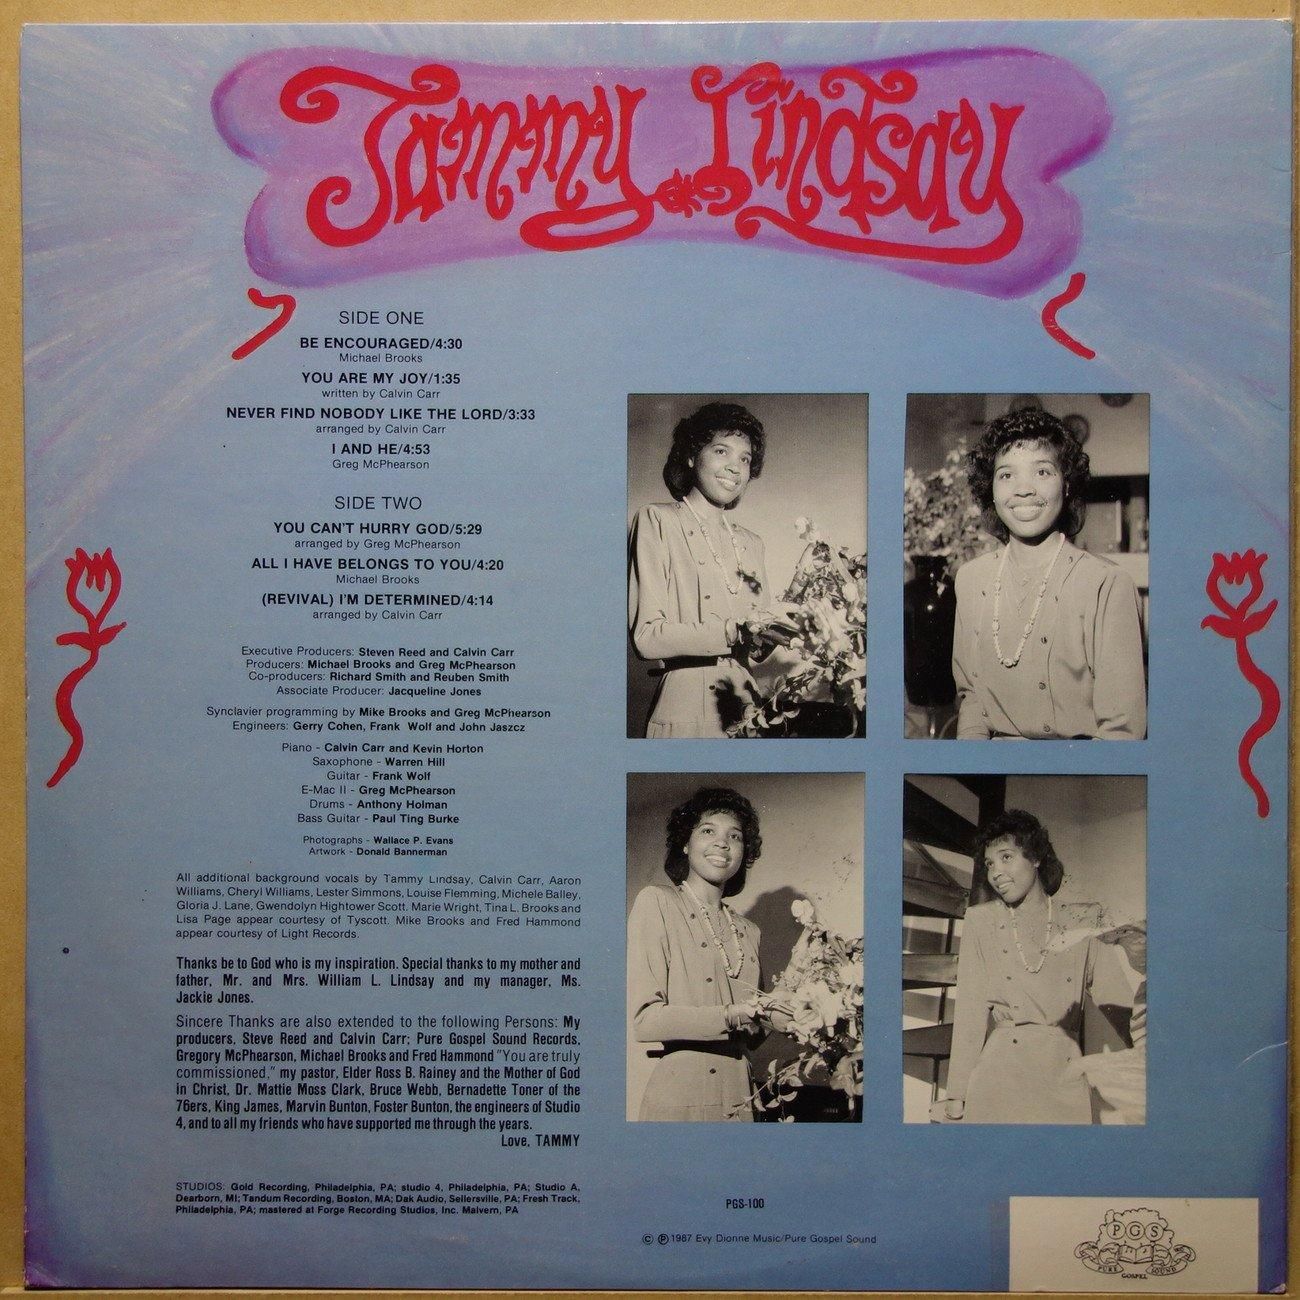 Tammy Lindsay
SIDE ONE
BE ENCOURAGED/4:30
Michael Brooks
YOU ARE MY JOY/1:35
written by Calvin Carr
NEVER FIND NOBODY LIKE THE LORD/3:33
arranged by Calvin Carr
I AND HE/4:53
Greg McPhearson
SIDE TWO
YOU CAN'T HURRY GOD/5:29
arranged by Greg McPhearson
ALL I HAVE BELONGS TO YOU/4:20
Michael Brooks
(REVIVAL) I'M DETERMINED/4:14
arranged by Calvin Carr
Executive Producers: Steven Reed and Calvin Carr
Producers: Michael Brooks and Greg McPhearson
Co-producers: Richard Smith and Reuben Smith
Associate Producer: Jacqueline Jones
Synclavier programming by Mike Brooks and Greg McPhearson
Engineers: Gerry Cohen, Frank Wolf and John Jaszcz
Piano - Calvin Carr and Kevin Horton
Saxophone - Warren Hill
Guitar - Frank Wolf
E-Mac II - Greg McPhearson
Drums - Anthony Holman
Bass Guitar - Paul Ting Burke
Photographs - Wallace P. Evans
Artwork - Donald Bannerman
All additional background vocals by Tammy Lindsay, Calvin Carr, Aaron
Williams, Cheryl Williams, Lester Simmons, Louise Flemming, Michele Balley,
Gloria J. Lane, Gwendolyn Hightower Scott, Marie Wright, Tina L. Brooks and
Lisa Page appear courtesy of Tyscott. Mike Brooks and Fred Hammond
appear courtesy of Light Records.
Thanks be to God who is my inspiration. Special thanks to my mother and
father, Mr. and Mrs. William L. Lindsay and my manager, Ms.
Jackie Jones.
Sincere Thanks are also extended to the following Persons: My
producers, Steve Reed and Calvin Carr; Pure Gospel Sound Records,
Gregory McPhearson, Michael Brooks and Fred Hammond "You are truly
commissioned," my pastor, Elder Ross B. Rainey and the Mother of God
in Christ, Dr. Mattie Moss Clark, Bruce Webb, Bernadette Toner of the
76ers, King James, Marvin Bunton, Foster Bunton, the engineers of Studio
4, and to all my friends who have supported me through the years.
Love, TAMMY
STUDIOS: Gold Recording, Philadelphia, PA; studio 4, Philadelphia, PA; Studio A,
Dearborn, MI; Tandum Recording, Boston, MA; Dak Audio, Sellersville, PA; Fresh Track,
Philadelphia, PA; mastered at Forge Recording Studios, Inc. Malvern, PA
PGS-100
© ℗ 1987 Evy Dionne Music/Pure Gospel Sound
PGS
PURE GOSPEL SOUND